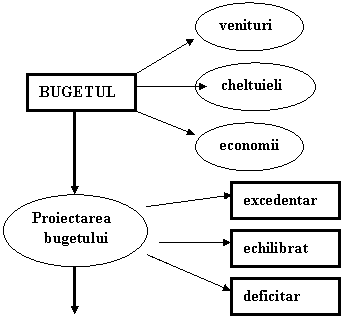 venituri
BUGETUL
cheltuieli
economii
Proiectarea
bugetului
excedentar
echilibrat
deficitar